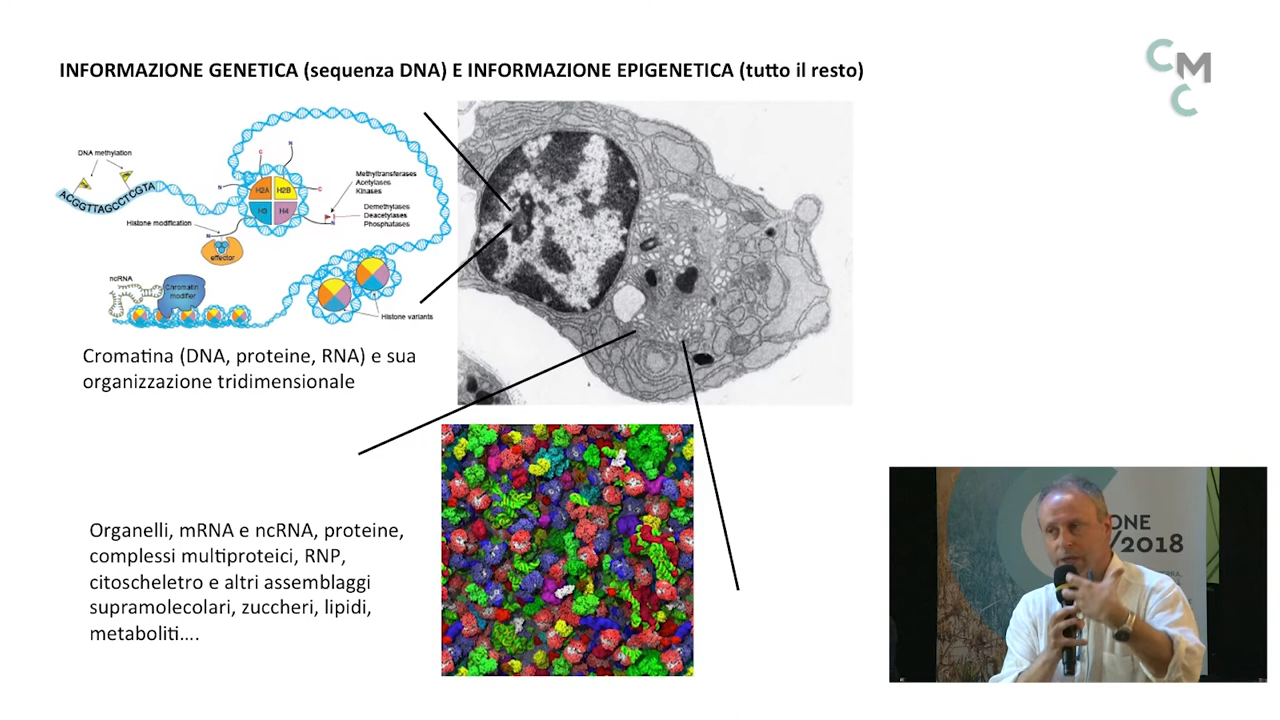 INFORMAZIONE GENETICA (sequenza DNA) E INFORMAZIONE EPIGENETICA (tutto il resto)
CMC
DNA methylation
ACGGTTAGCCTCGTA
C
N
N
C
H2A
H2B
H3
H4
N
N
Methyltransferases
Acetylases
Kinases
Demethylases
Deacetylases
Phosphatases
Histone modification
effector
ncRNA
Chromatin
modifier
Histone variants
Cromatina (DNA, proteine, RNA) e sua
organizzazione tridimensionale
Organelli, mRNA e ncRNA, proteine,
complessi multiproteici, RNP,
citoscheletro e altri assemblaggi
supramolecolari, zuccheri, lipidi,
metaboliti....
ONE
/2018